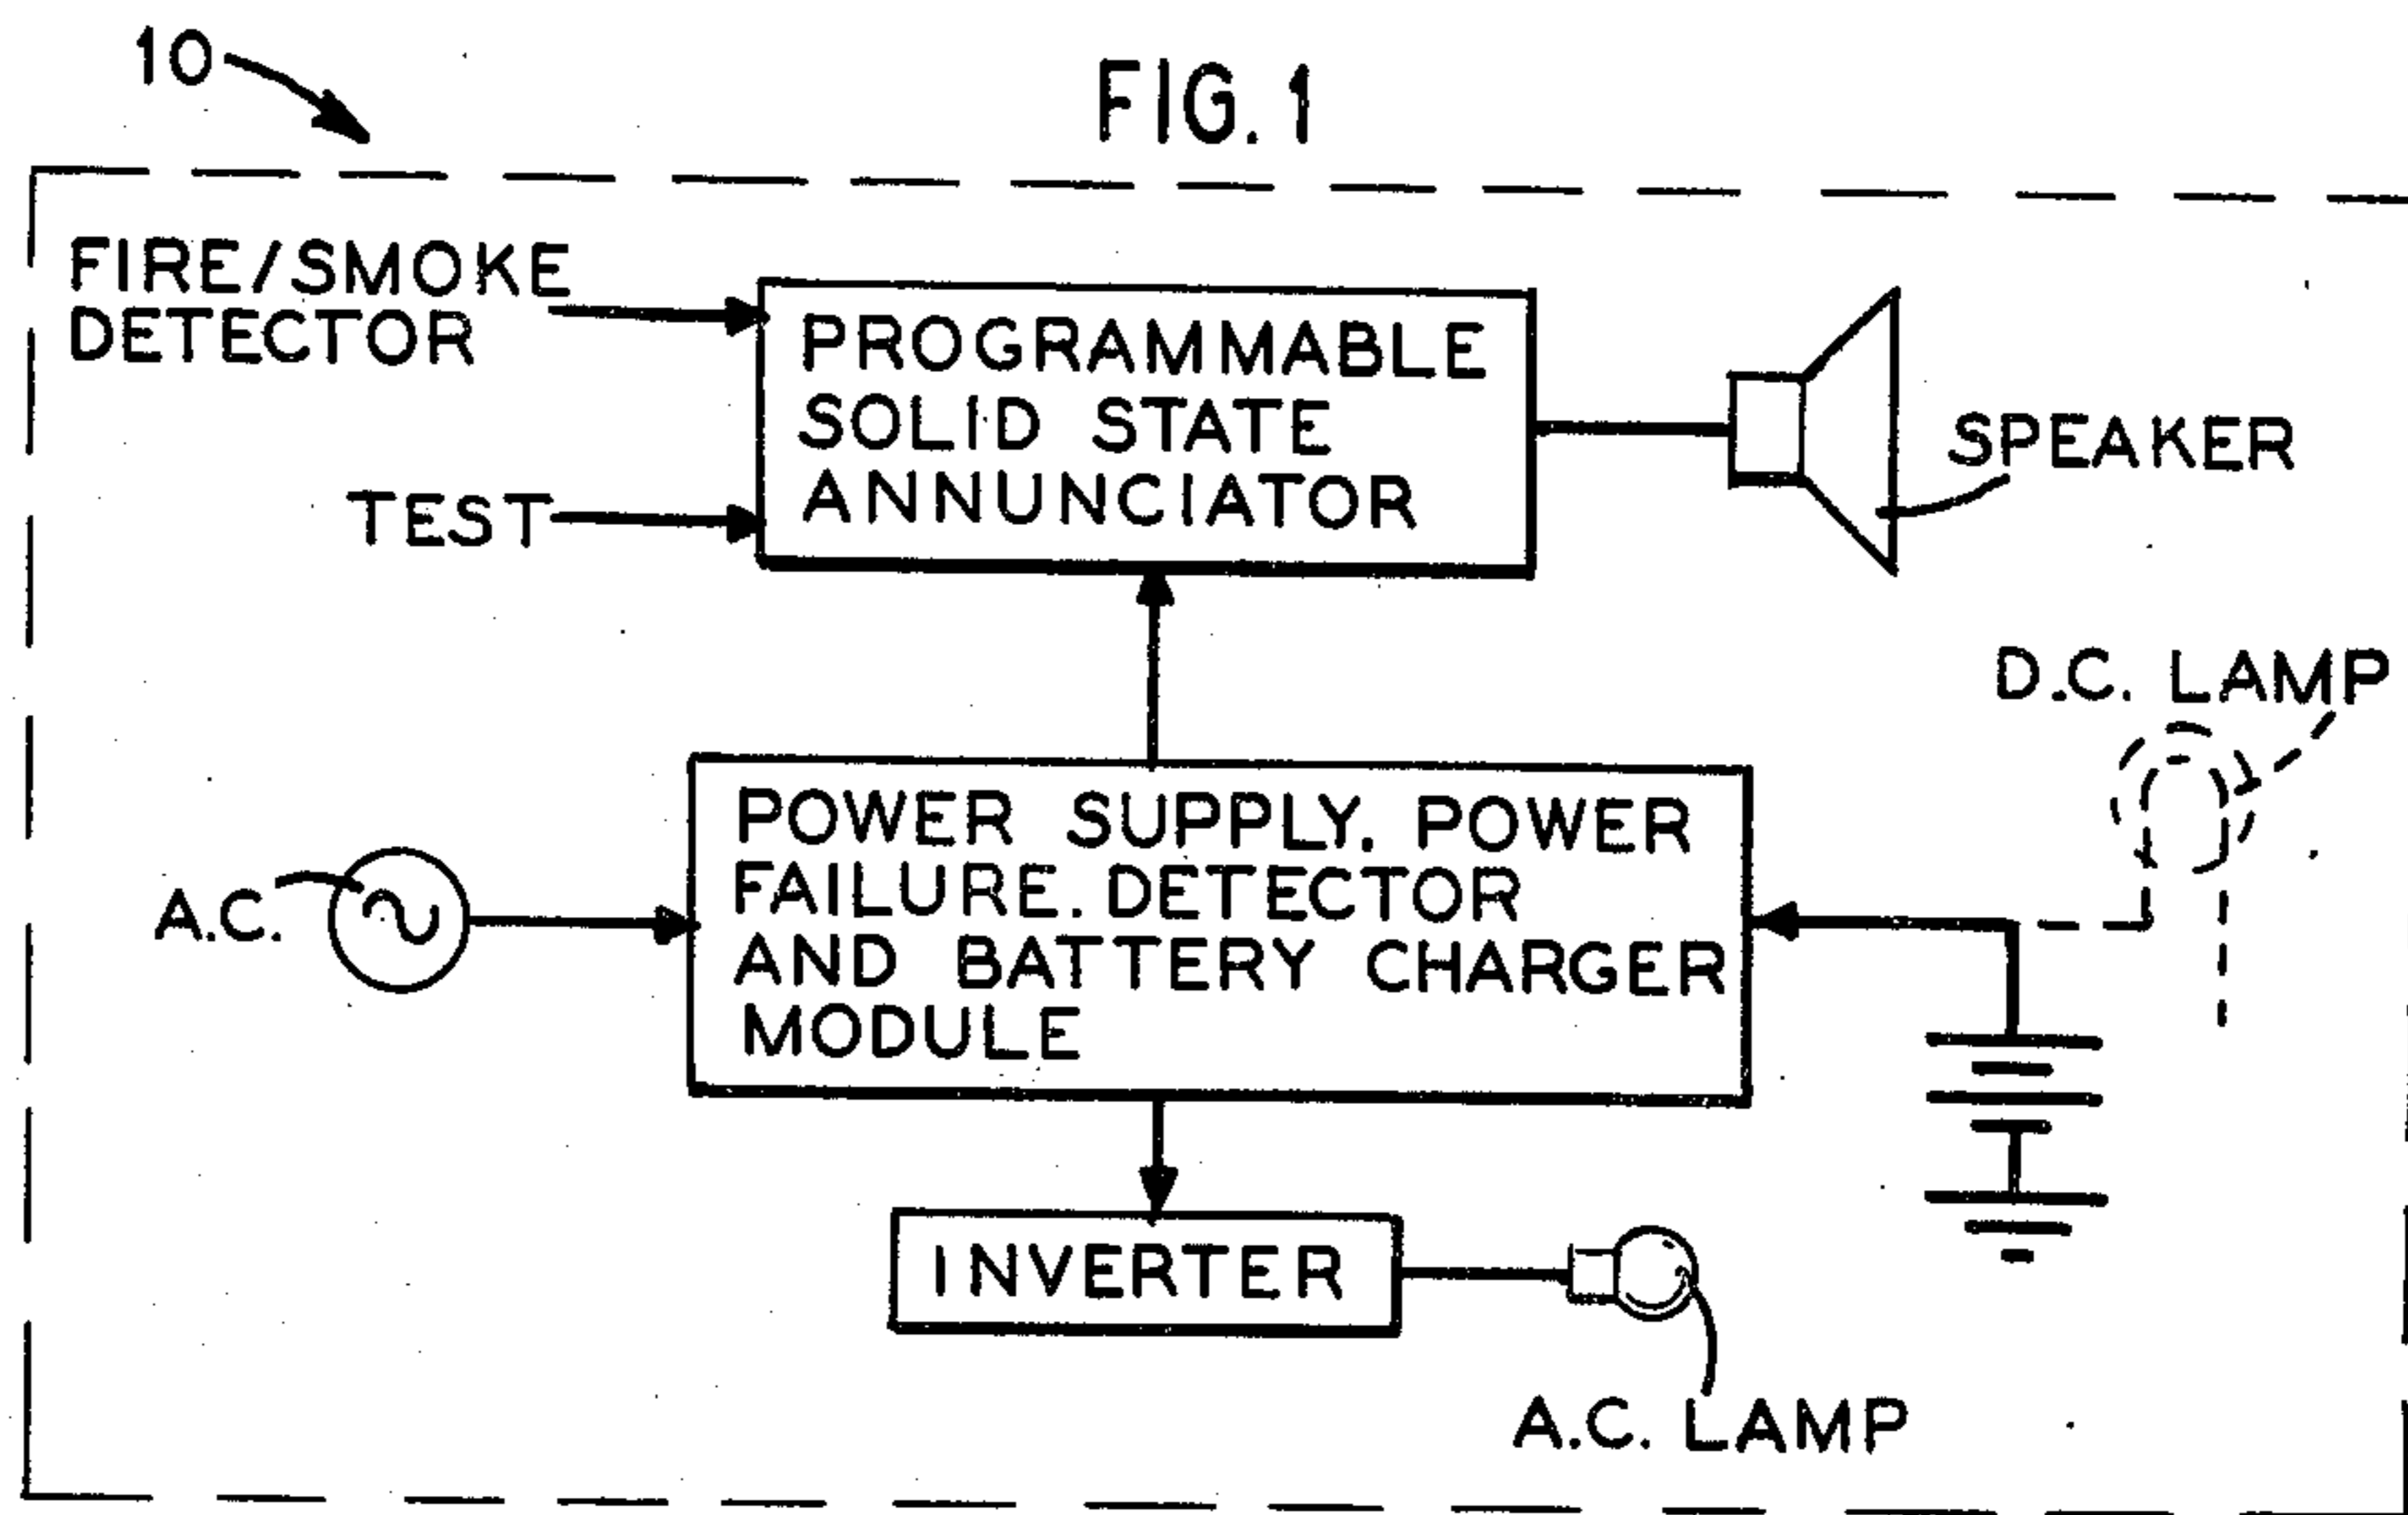 10
FIG. 1
FIRE/SMOKE
DETECTOR
PROGRAMMABLE
SOLID STATE
ANNUNCIATOR
SPEAKER
TEST
D.C. LAMP
POWER SUPPLY. POWER
FAILURE. DETECTOR
AND BATTERY CHARGER
MODULE
A.C.
INVERTER
A.C. LAMP